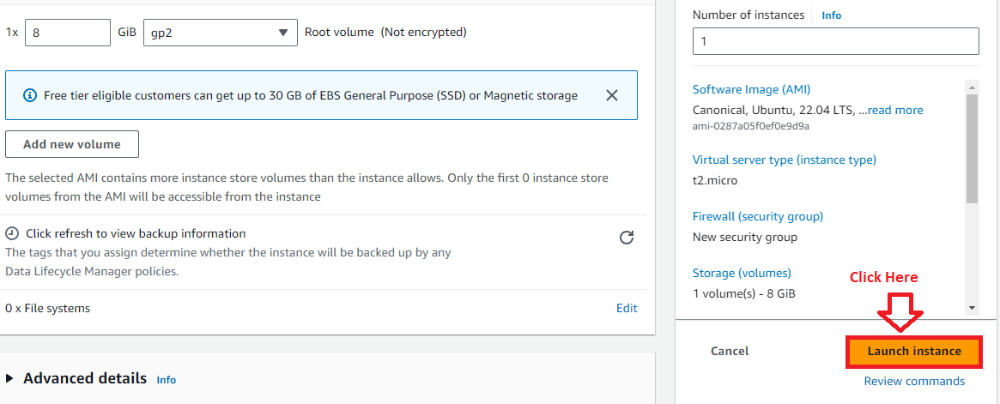 1x 8 GiB gp2 Root volume (Not encrypted)
Free tier eligible customers can get up to 30 GB of EBS General Purpose (SSD) or Magnetic storage
Add new volume
The selected AMI contains more instance store volumes than the instance allows. Only the first 0 instance store
volumes from the AMI will be accessible from the instance
Click refresh to view backup information
The tags that you assign determine whether the instance will be backed up by any
Data Lifecycle Manager policies.
0 x File systems Edit
Advanced details Info
Number of instances Info
1
Software Image (AMI)
Canonical, Ubuntu, 22.04 LTS, ...read more
ami-0287a05f0ef0e9d9a
Virtual server type (instance type)
t2.micro
Firewall (security group)
New security group
Storage (volumes)
1 volume(s) - 8 GiB
Click Here
Cancel Launch instance
Review commands